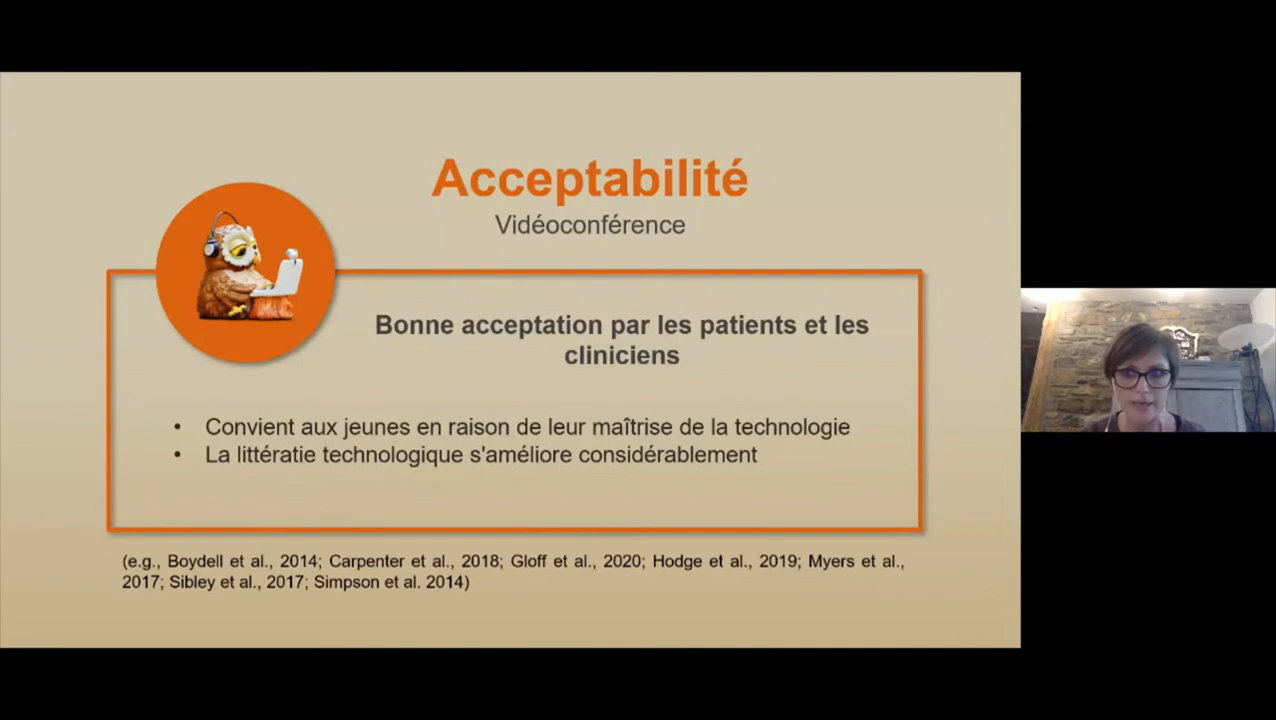 Acceptabilité
Vidéoconférence
Bonne acceptation par les patients et les
cliniciens
• Convient aux jeunes en raison de leur maîtrise de la technologie
• La littératie technologique s'améliore considérablement
(e.g., Boydell et al., 2014; Carpenter et al., 2018; Gloff et al., 2020; Hodge et al., 2019; Myers et al.,
2017; Sibley et al., 2017; Simpson et al. 2014)